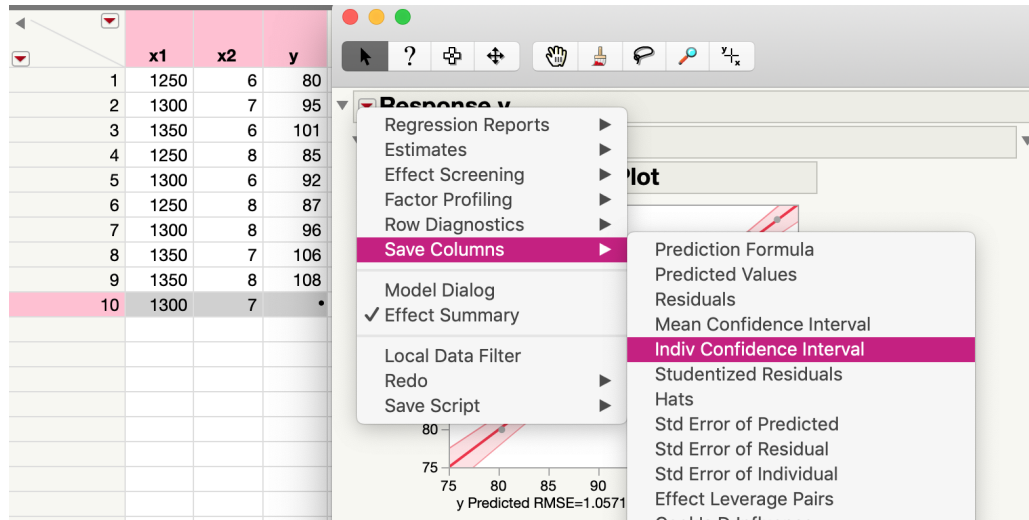 x1 x2 y
1 1250 6 80
2 1300 7 95
3 1350 6 101
4 1250 8 85
5 1300 6 92
6 1250 8 87
7 1300 8 96
8 1350 7 106
9 1350 8 108
10 1300 7 •
?
y x
Response y
Regression Reports
Estimates
Effect Screening
Factor Profiling
Row Diagnostics
Save Columns
Model Dialog
✓ Effect Summary
Local Data Filter
Redo
Save Script
Plot
Prediction Formula
Predicted Values
Residuals
Mean Confidence Interval
Indiv Confidence Interval
Studentized Residuals
Hats
Std Error of Predicted
Std Error of Residual
Std Error of Individual
Effect Leverage Pairs
80
75
75 80 85 90
y Predicted RMSE=1.0571